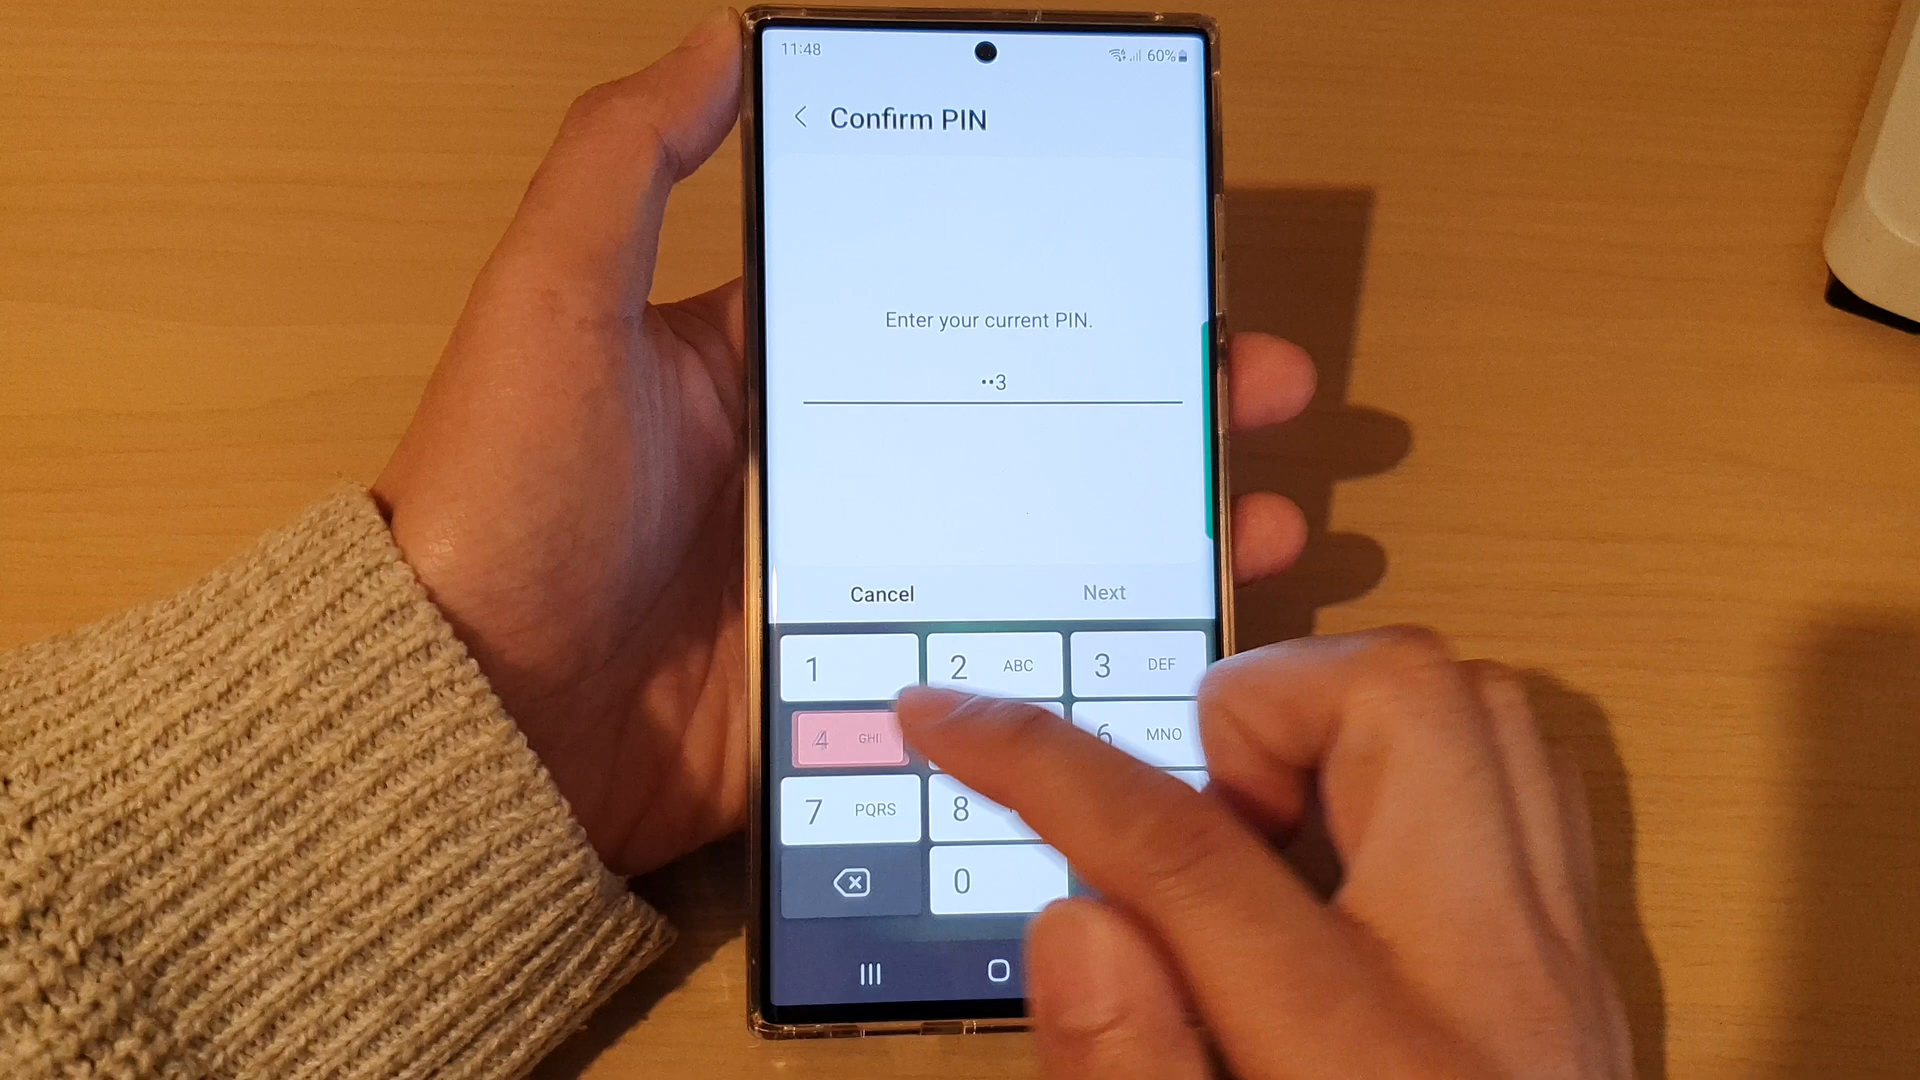 11:48 60%
Confirm PIN
Enter your current PIN.
••3
Cancel Next
1 2 ABC 3 DEF
4 GHI 6 MNO
7 PQRS 8
0